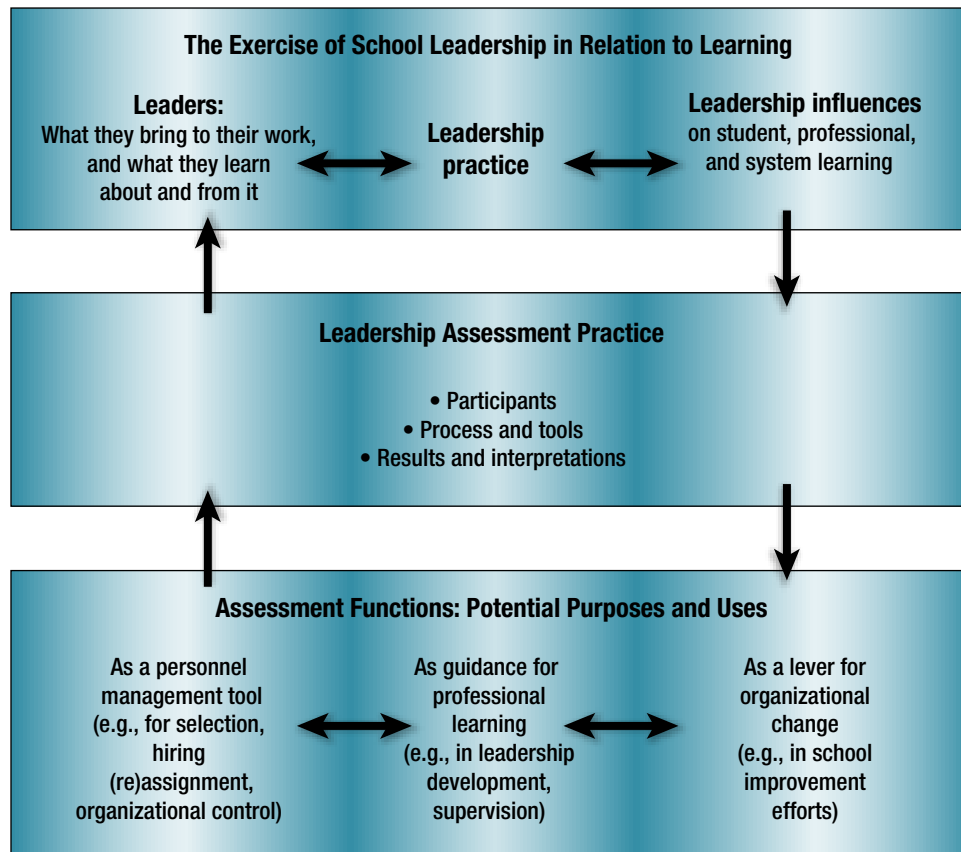 The Exercise of School Leadership in Relation to Learning
Leaders:
What they bring to their work,
and what they learn
about and from it
Leadership
practice
Leadership influences
on student, professional,
and system learning
Leadership Assessment Practice
• Participants
• Process and tools
• Results and interpretations
Assessment Functions: Potential Purposes and Uses
As a personnel
management tool
(e.g., for selection,
hiring
(re)assignment,
organizational control)
As guidance for
professional
learning
(e.g., in leadership
development,
supervision)
As a lever for
organizational
change
(e.g., in school
improvement
efforts)